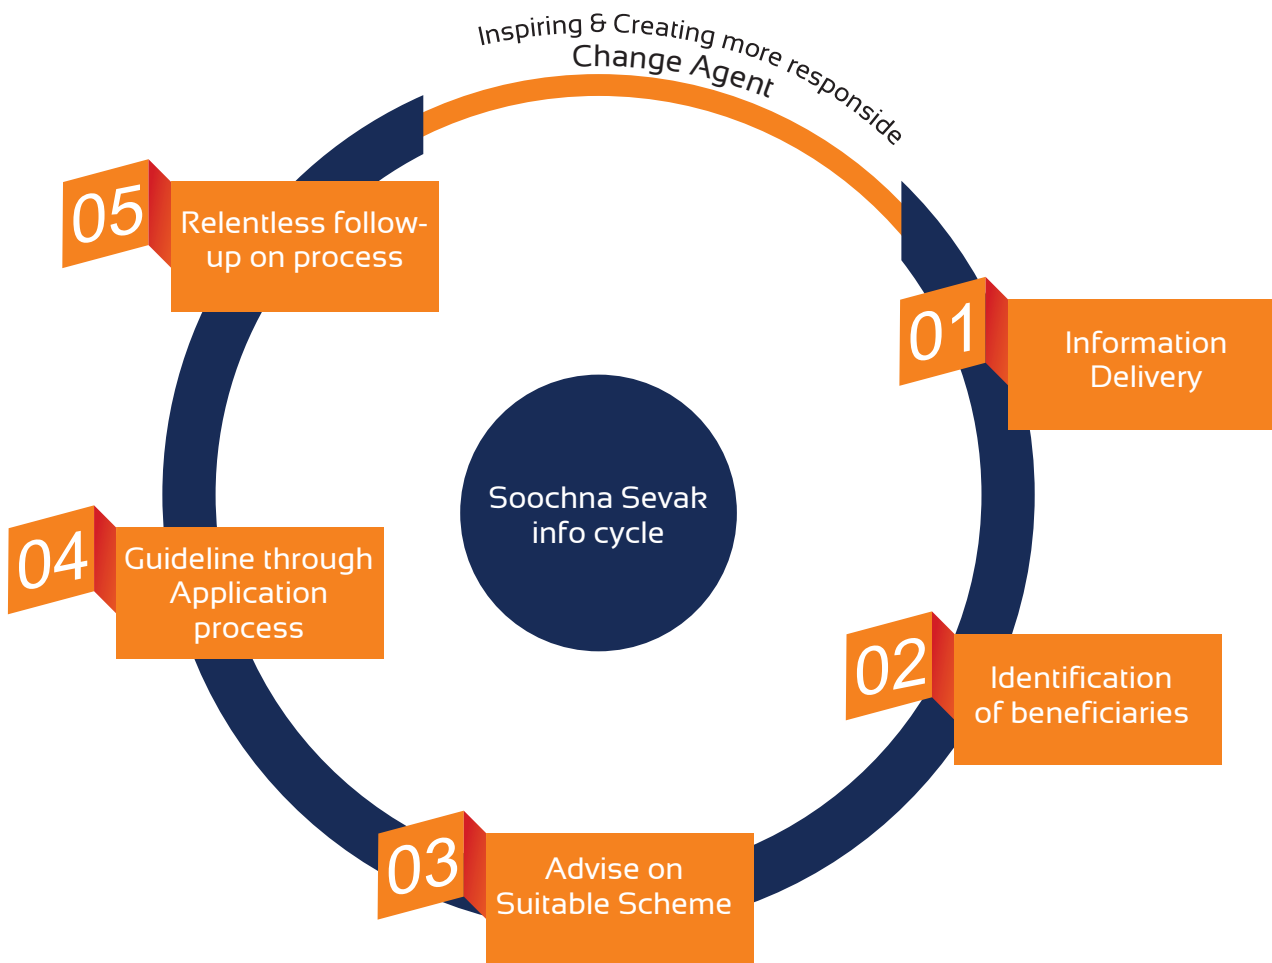 Inspiring & Creating more responside
Change Agent
01
Information
Delivery
02
Identification
of beneficiaries
03
Advise on
Suitable Scheme
04
Guideline through
Application
process
05
Relentless follow-
up on process
Soochna Sevak
info cycle